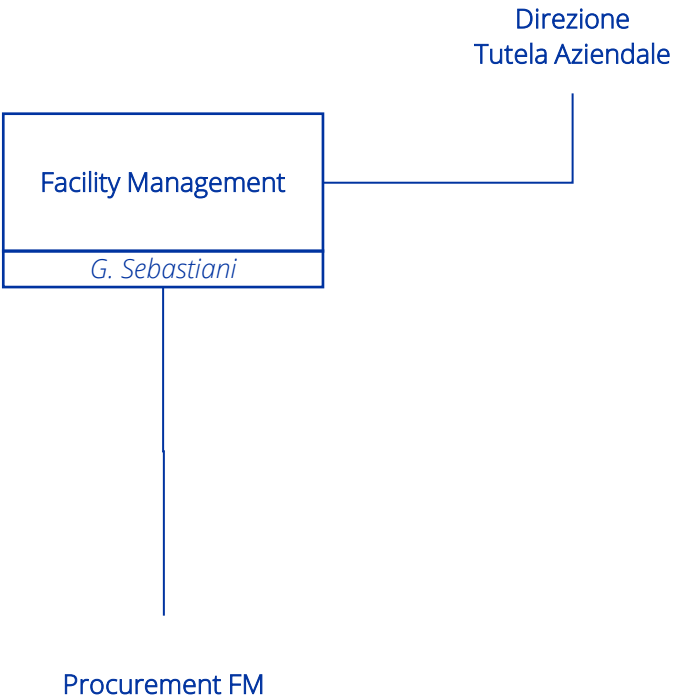 Direzione
Tutela Aziendale
Facility Management
G. Sebastiani
Procurement FM